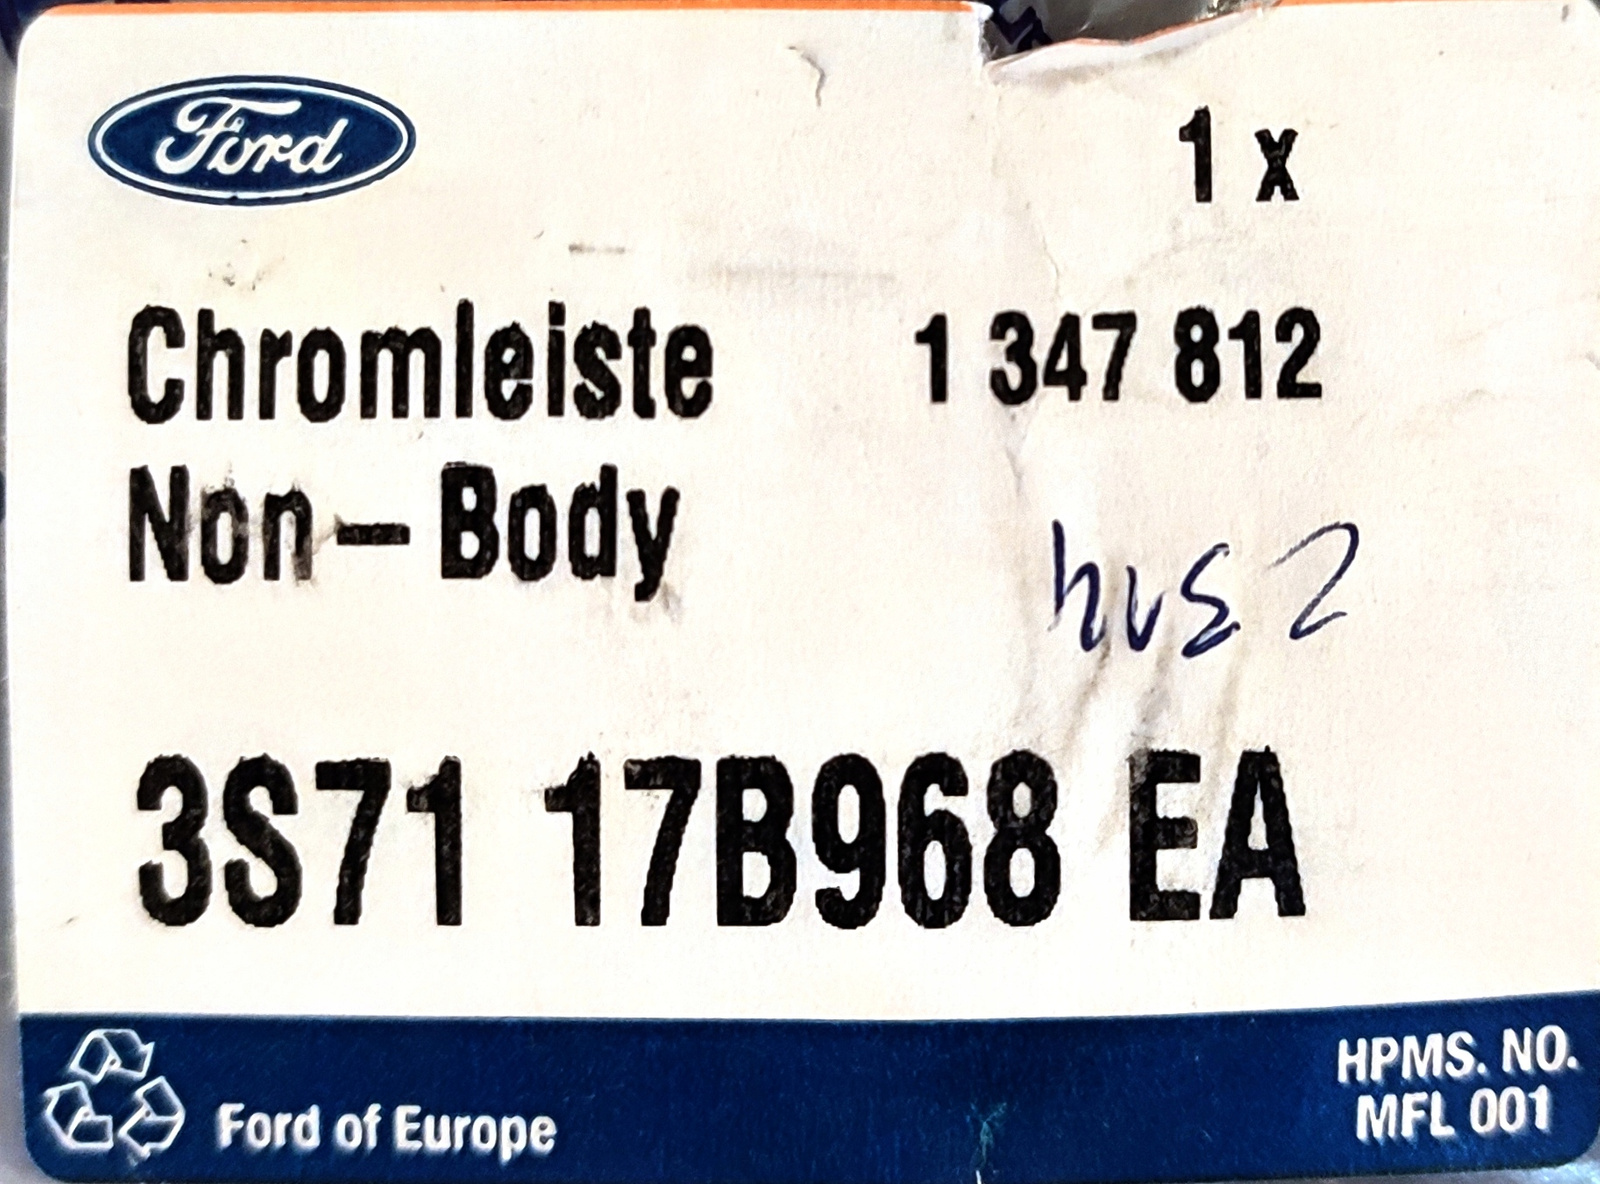 Ford
1 x
Chromleiste 1 347 812
Non-Body
3S71 17B968 EA
HPMS. NO.
Ford of Europe MFL 001